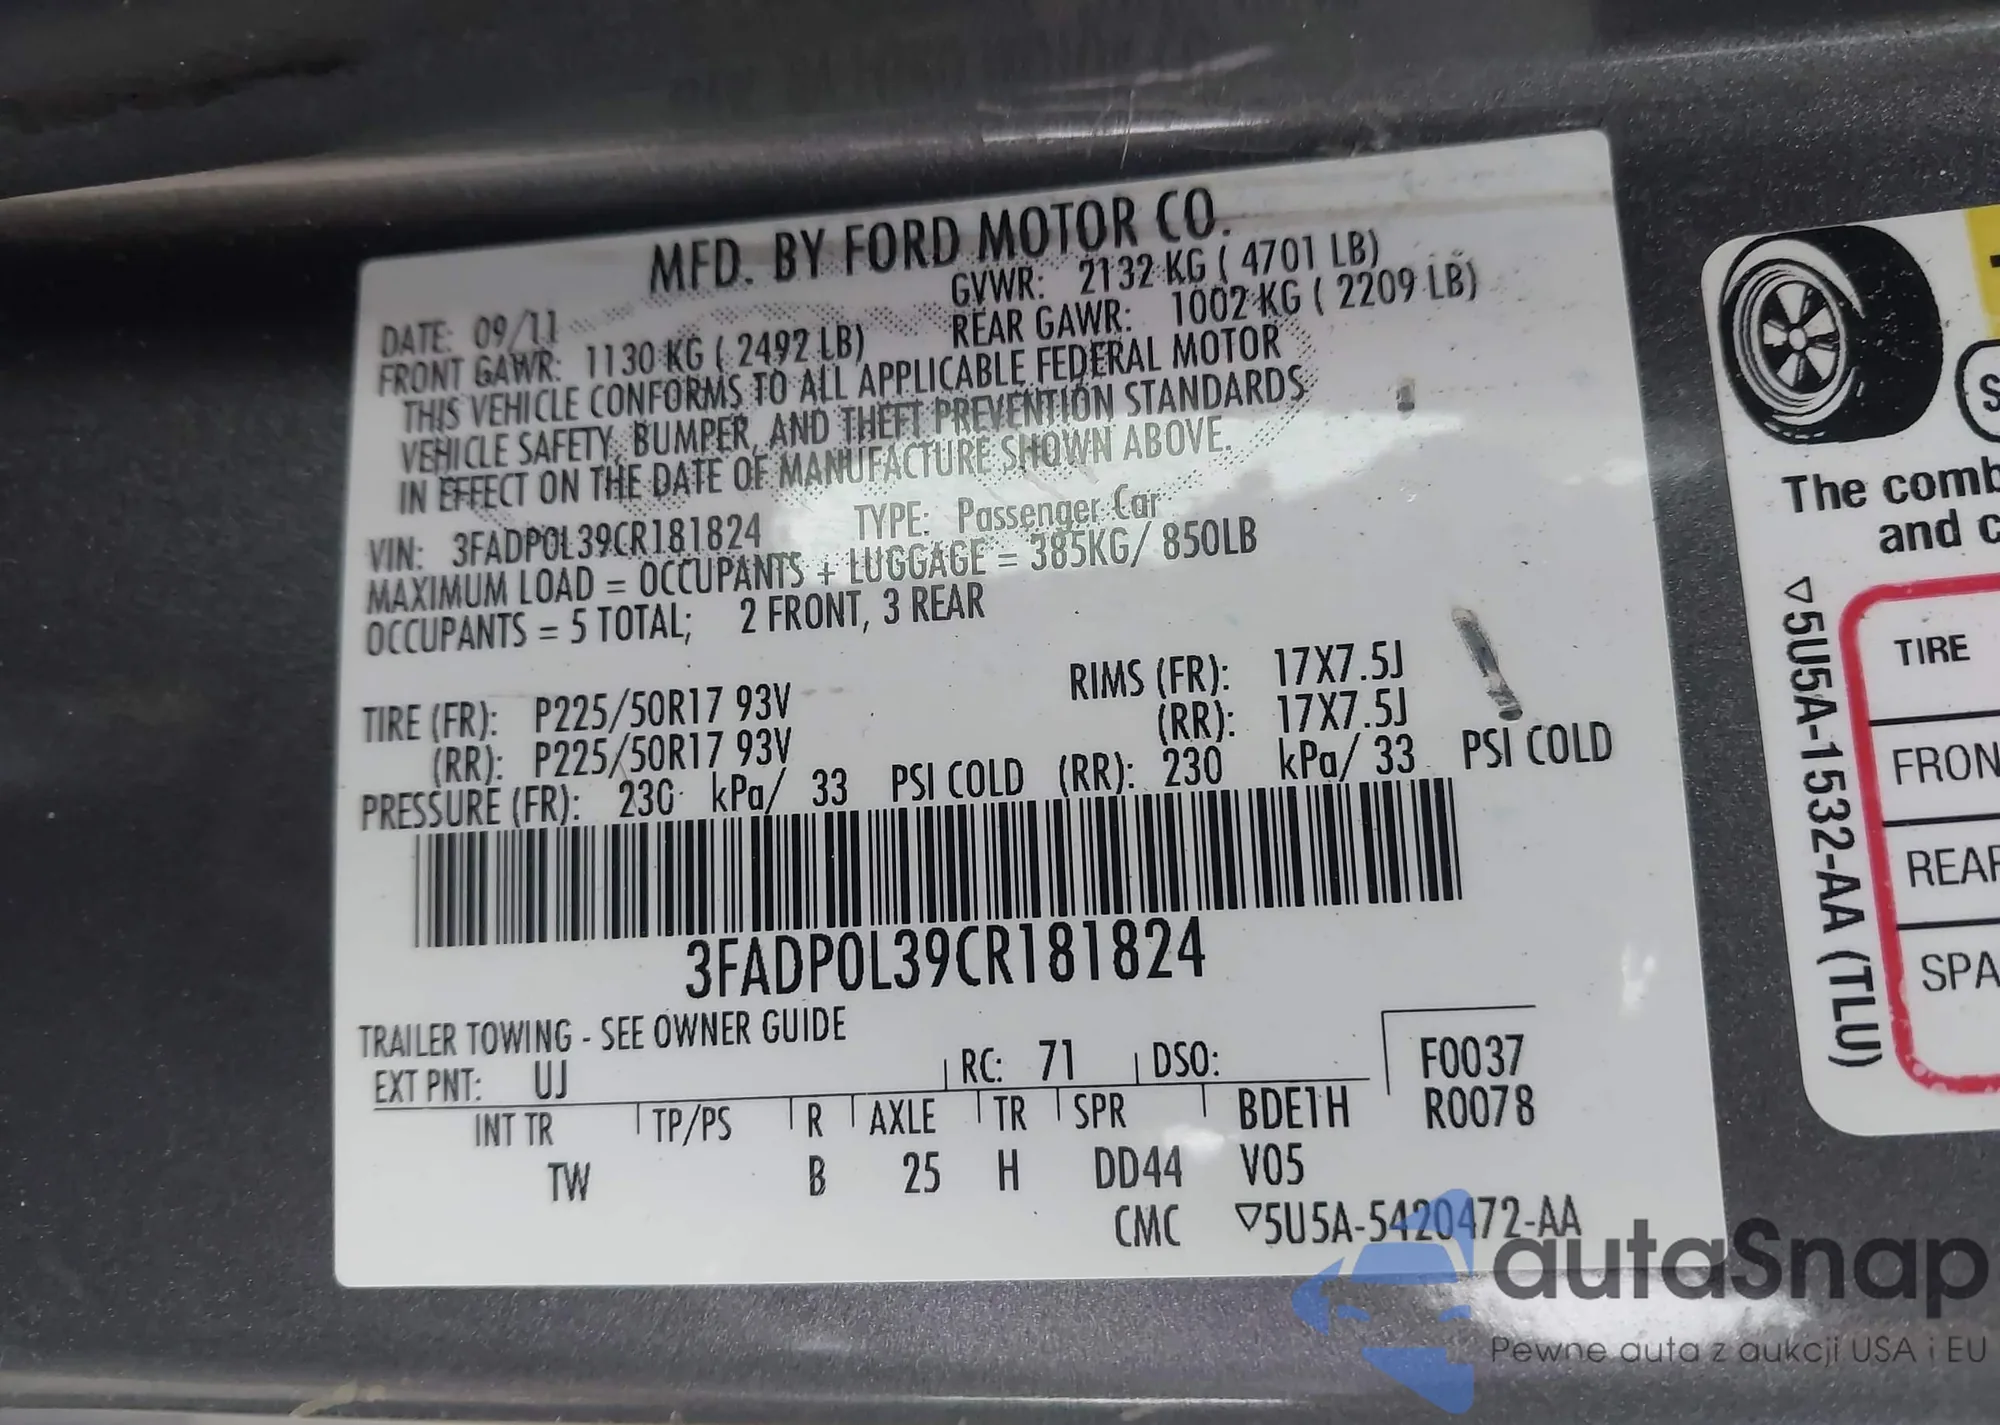 MFD. BY FORD MOTOR CO.
DATE: 09/11 GVWR: 2132 KG ( 4701 LB)
FRONT GAWR: 1130 KG ( 2492 LB) REAR GAWR: 1002 KG ( 2209 LB)
THIS VEHICLE CONFORMS TO ALL APPLICABLE FEDERAL MOTOR
VEHICLE SAFETY, BUMPER, AND THEFT PREVENTION STANDARDS
IN EFFECT ON THE DATE OF MANUFACTURE SHOWN ABOVE.
VIN: 3FADP0L39CR181824 TYPE: Passenger Car
MAXIMUM LOAD = OCCUPANTS + LUGGAGE = 385KG/ 850LB
OCCUPANTS = 5 TOTAL; 2 FRONT, 3 REAR
TIRE (FR): P225/50R17 93V RIMS (FR): 17X7.5J
(RR): P225/50R17 93V (RR): 17X7.5J
PRESSURE (FR): 230 kPa/ 33 PSI COLD (RR): 230 kPa/ 33 PSI COLD
3FADP0L39CR181824
TRAILER TOWING - SEE OWNER GUIDE
EXT PNT: UJ RC: 71 DSO: F0037
INT TR TP/PS R AXLE TR SPR BDE1H R0078
TW B 25 H DD44 V05
CMC ▽5U5A-5420472-AA
The comb
and c
▽5U5A-1532-AA (TLU)
TIRE
FRON
REAR
SPA
autaSnap
Pewne auta z aukcji USA i EU